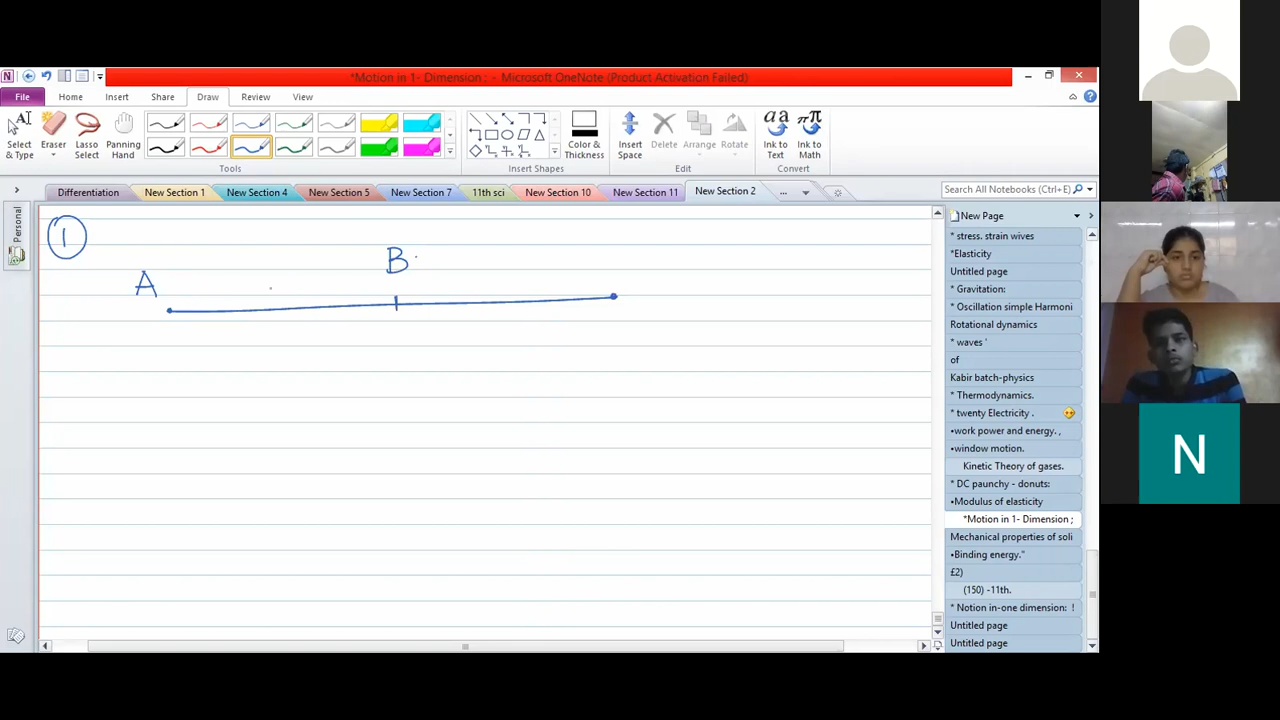 *Motion in 1- Dimension ; - Microsoft OneNote (Product Activation Failed)
File Home Insert Share Draw Review View
Select & Type
Eraser
Lasso Select
Panning Hand
Color & Thickness
Insert Space
Delete
Arrange
Rotate
Ink to Text
Ink to Math
Tools
Insert Shapes
Edit
Convert
Differentiation New Section 1 New Section 4 New Section 5 New Section 7 11th sci New Section 10 New Section 11 New Section 2 ...
Search All Notebooks (Ctrl+E)
Personal
1
A
B
New Page
* stress. strain wives
*Elasticity
Untitled page
* Gravitation:
* Oscillation simple Harmoni
Rotational dynamics
* waves '
of
Kabir batch-physics
* Thermodynamics.
* twenty Electricity .
•work power and energy. ,
•window motion.
Kinetic Theory of gases.
* DC paunchy - donuts:
•Modulus of elasticity
*Motion in 1- Dimension ;
Mechanical properties of soli
•Binding energy."
£2)
(150) -11th.
* Notion in-one dimension: !
Untitled page
Untitled page
N